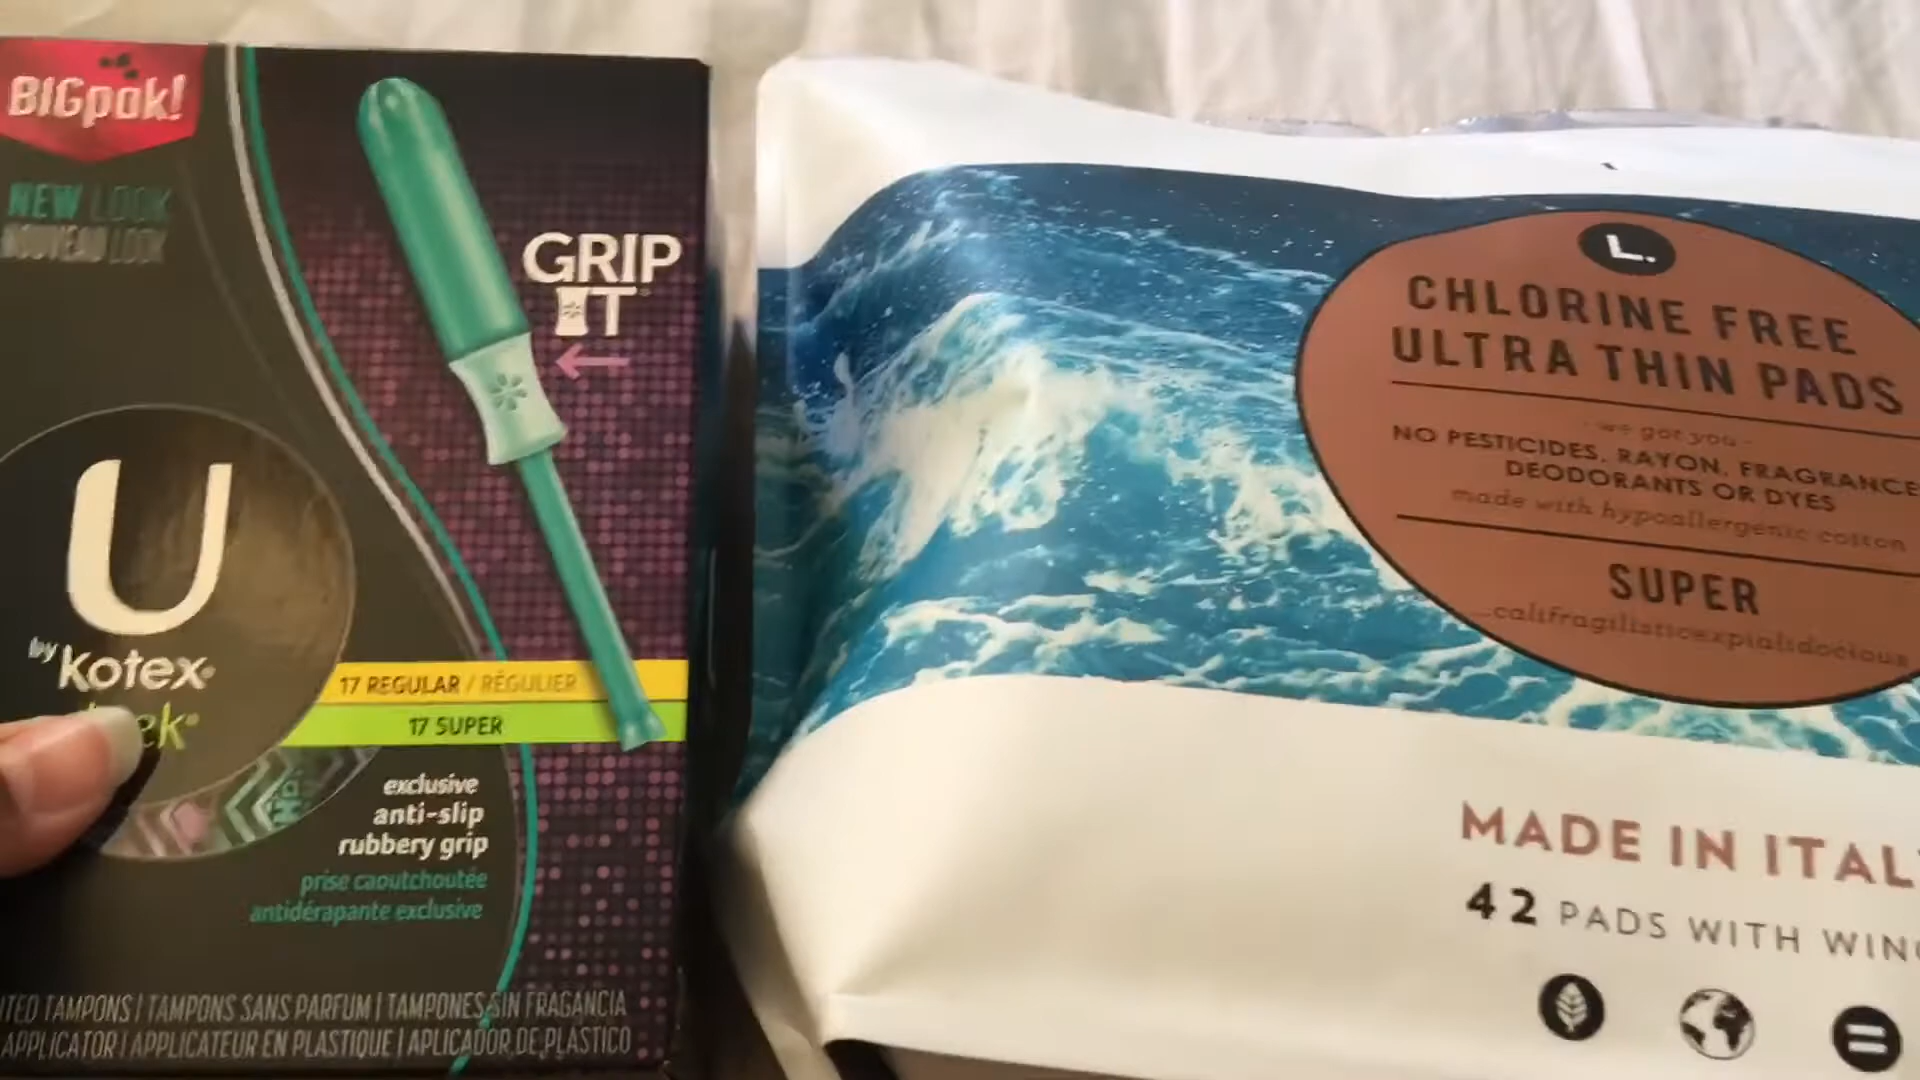 BIGpak!
NEW LOOK
NOUVEAU LOOK
GRIP
IT
U
by Kotex
17 REGULAR / RÉGULIER
17 SUPER
exclusive
anti-slip
rubbery grip
prise caoutchoutée
antidérapante exclusive
TAMPONS | TAMPONS SANS PARFUM | TAMPONES SIN FRAGANCIA
APPLICATOR | APPLICATEUR EN PLASTIQUE | APLICADOR DE PLÁSTICO
L.
CHLORINE FREE
ULTRA THIN PADS
- we got you -
NO PESTICIDES, RAYON, FRAGRANCE
DEODORANTS OR DYES
made with hypoallergenic cotton
SUPER
...califragilisticexpialidocious
MADE IN ITAL
42 PADS WITH WING